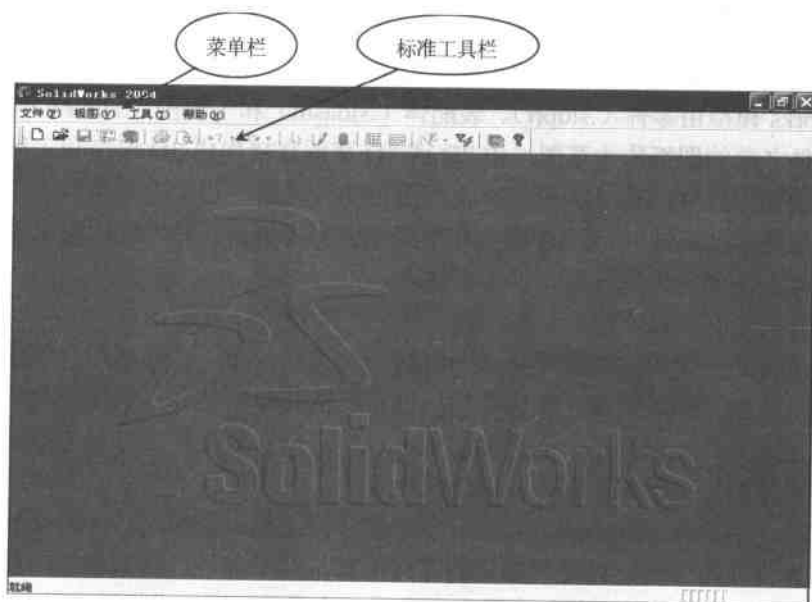 菜单栏
标准工具栏
SolidWorks 2004
文件(F) 视图(V) 工具(T) 帮助(H)
SolidWorks
就绪